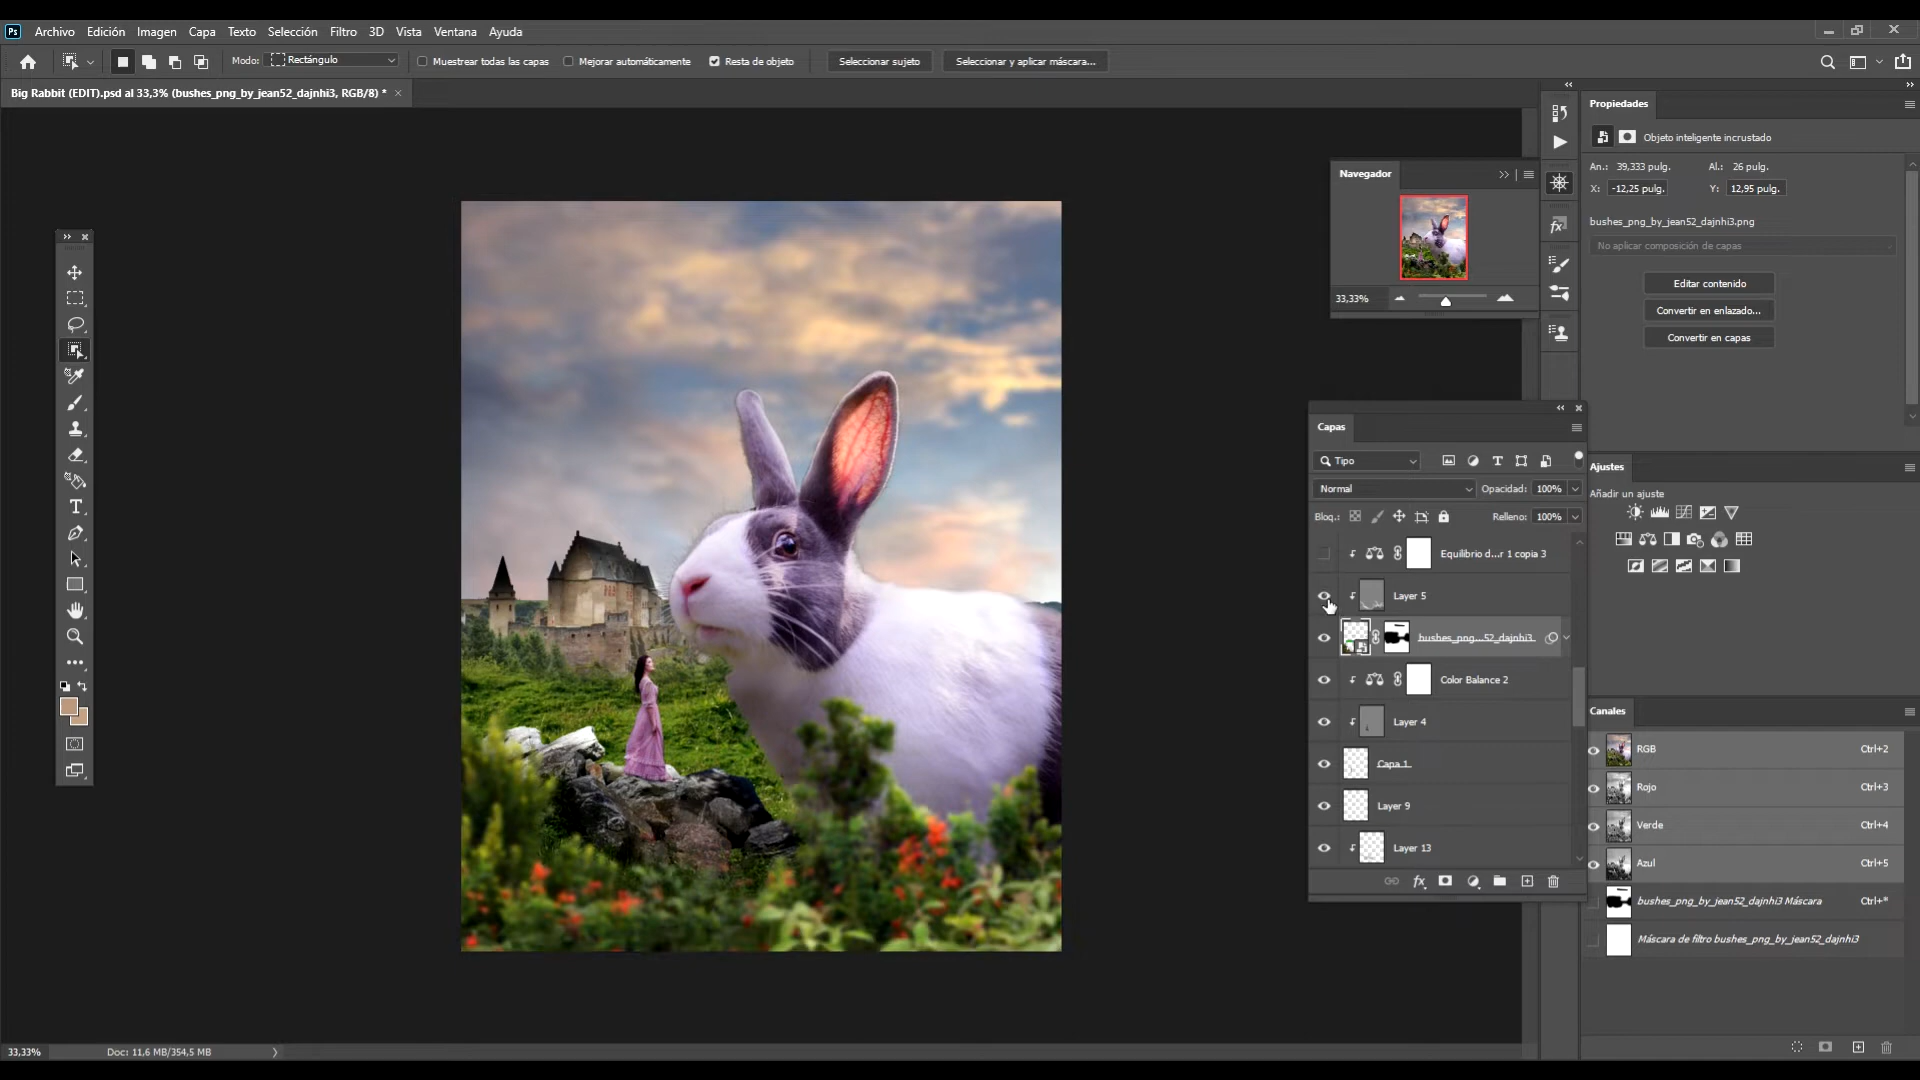 Ps Archivo Edición Imagen Capa Texto Selección Filtro 3D Vista Ventana Ayuda
Modo: Rectángulo Muestrear todas las capas Mejorar automáticamente Resta de objeto Seleccionar sujeto Seleccionar y aplicar máscara...
Big Rabbit (EDIT).psd al 33,3% (bushes_png_by_jean52_dajnhi3, RGB/8) *
Navegador
33,33%
Propiedades
Objeto inteligente incrustado
An.: 39,333 pulg. Al.: 26 pulg.
X: -12,25 pulg. Y: 12,95 pulg.
bushes_png_by_jean52_dajnhi3.png
No aplicar composición de capas
Editar contenido
Convertir en enlazado...
Convertir en capas
Capas
Tipo
Normal Opacidad: 100%
Bloq.: Relleno: 100%
Equilibrio d...r 1 copia 3
Layer 5
bushes_png...52_dajnhi3
Color Balance 2
Layer 4
Capa 1
Layer 9
Layer 13
Ajustes
Añadir un ajuste
Canales
RGB Ctrl+2
Rojo Ctrl+3
Verde Ctrl+4
Azul Ctrl+5
bushes_png_by_jean52_dajnhi3 Máscara Ctrl+*
Máscara de filtro bushes_png_by_jean52_dajnhi3
33,33% Doc: 11,6 MB/354,5 MB